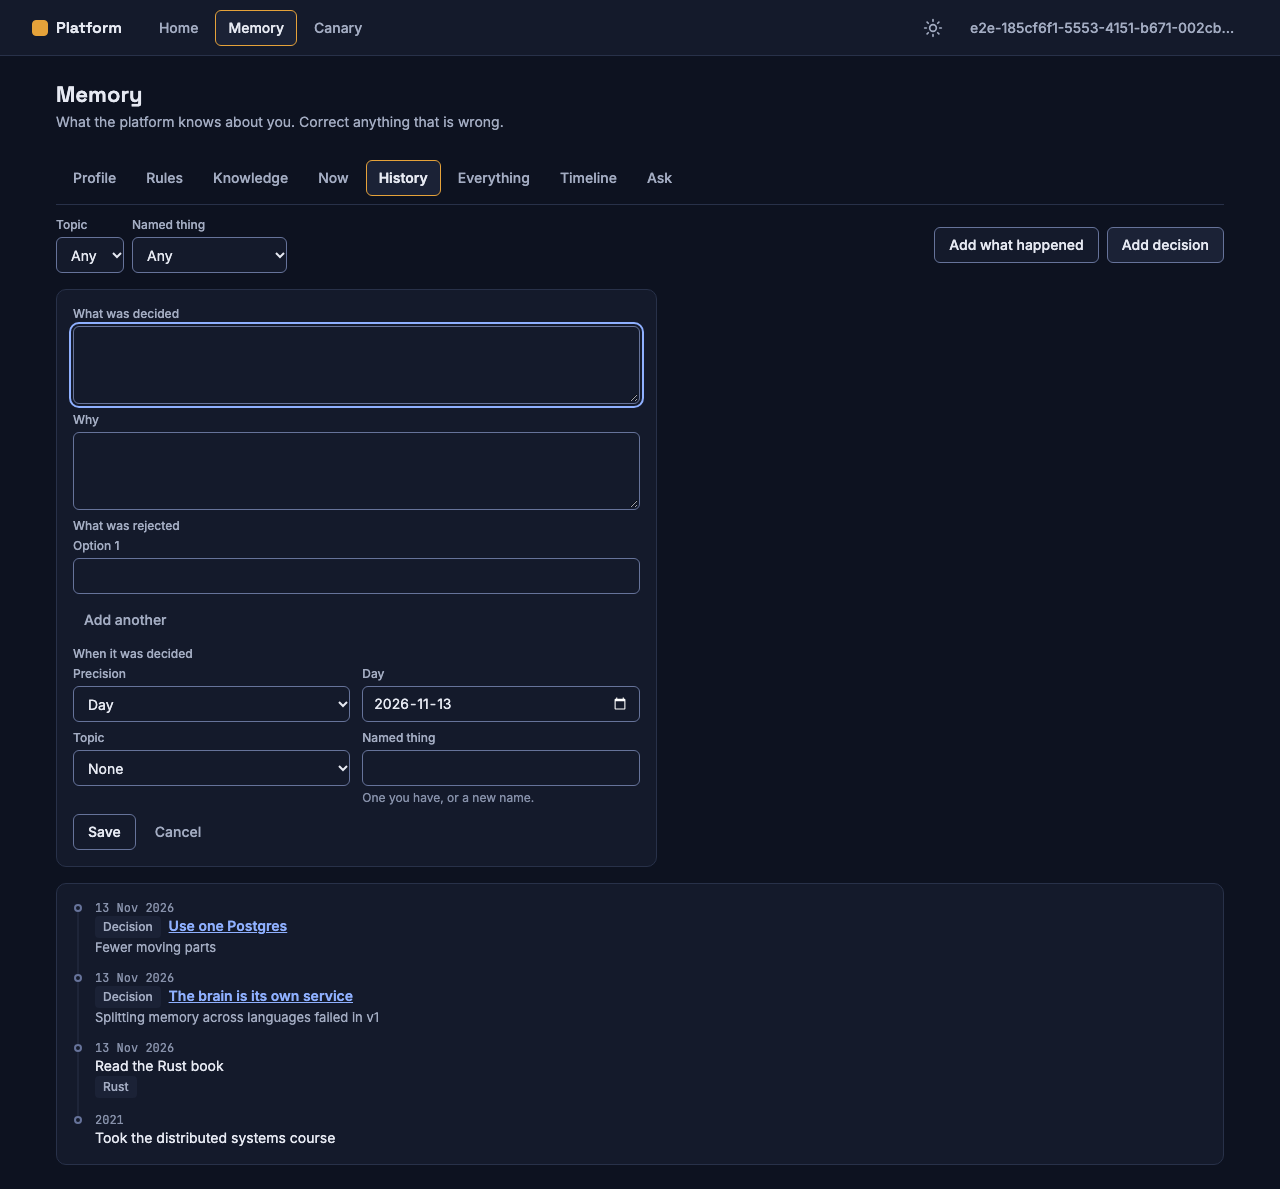 Platform
Home
Memory
Canary
e2e-185cf6f1-5553-4151-b671-002cb...
Memory
What the platform knows about you. Correct anything that is wrong.
Profile
Rules
Knowledge
Now
History
Everything
Timeline
Ask
Topic
Named thing
Any
Any
Add what happened
Add decision
What was decided
Why
What was rejected
Option 1
Add another
When it was decided
Precision
Day
Day
2026-11-13
Topic
Named thing
None
One you have, or a new name.
Save
Cancel
13 Nov 2026
Decision
Use one Postgres
Fewer moving parts
13 Nov 2026
Decision
The brain is its own service
Splitting memory across languages failed in v1
13 Nov 2026
Read the Rust book
Rust
2021
Took the distributed systems course